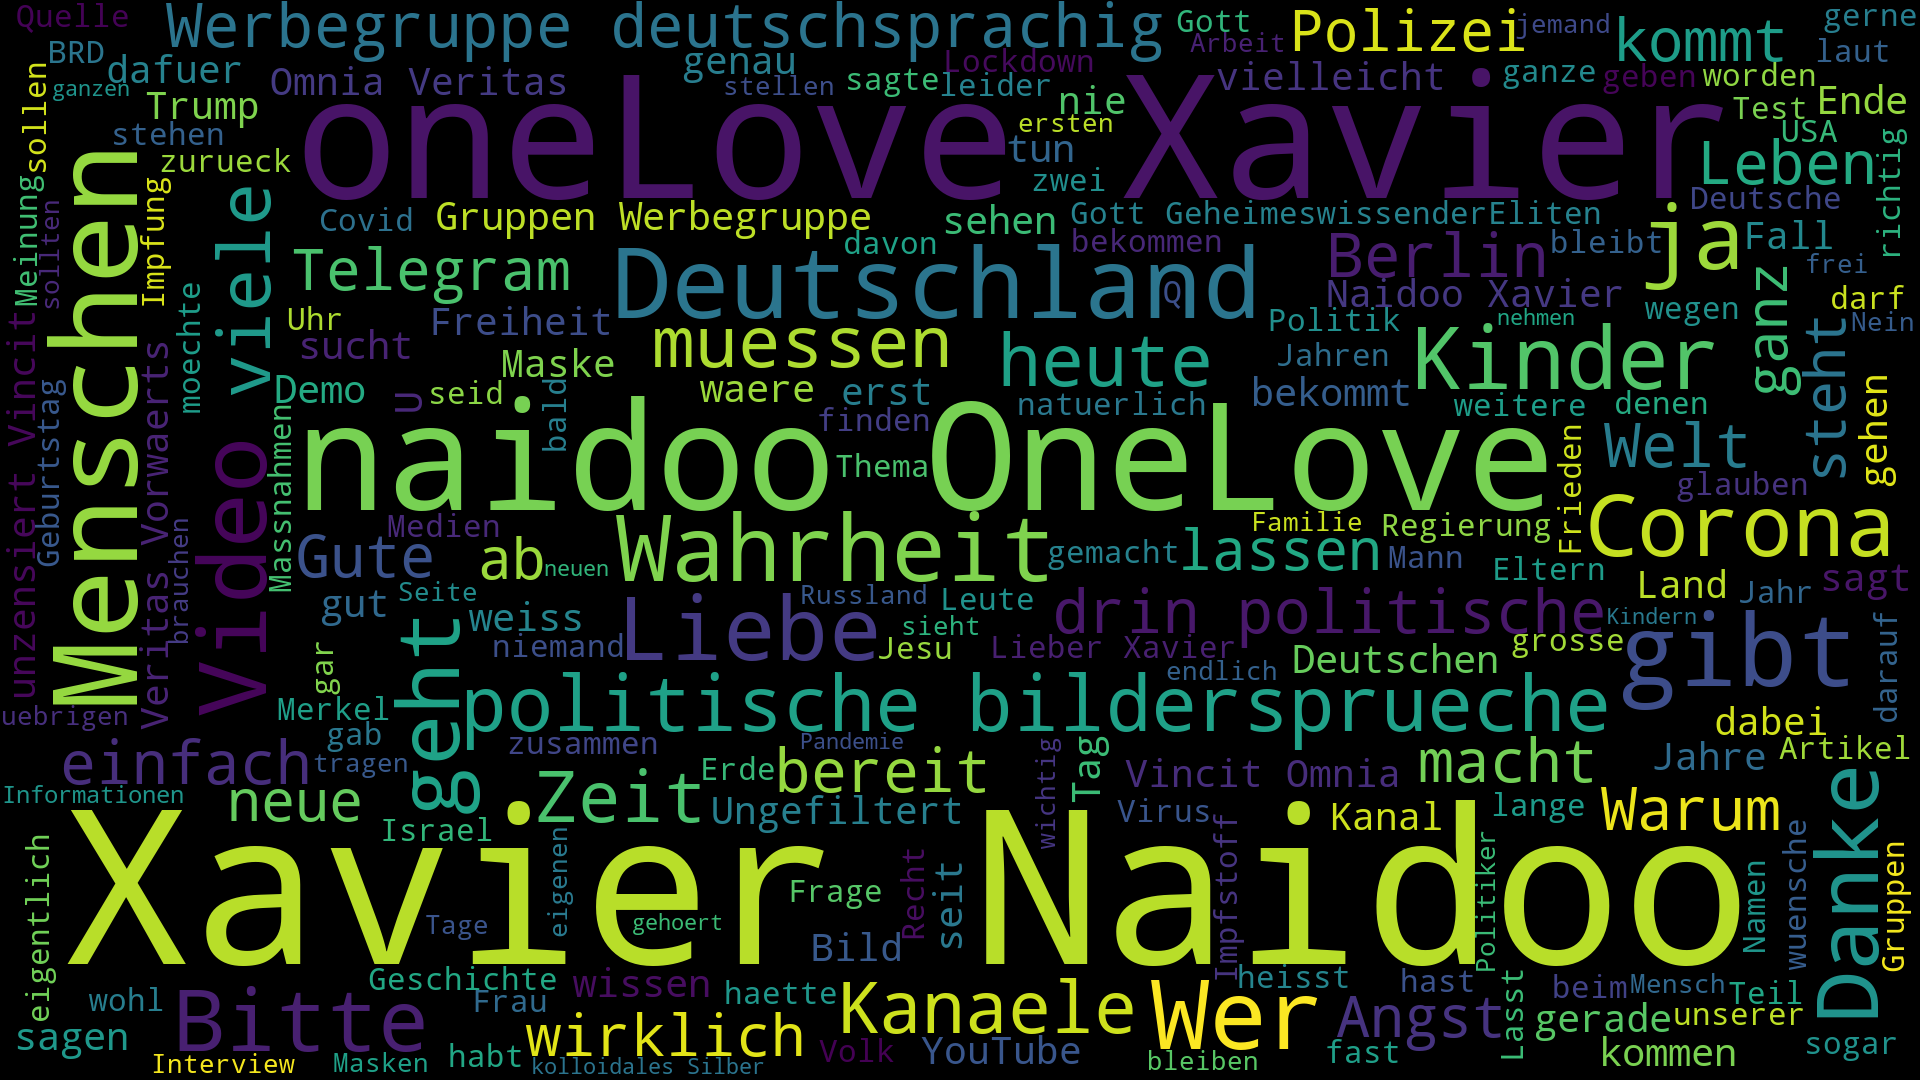 Quelle Werbegruppe deutschsprachig Gott Polizei jemand kommt gerne
BRD dafuer genau Arbeit Lockdown laut
ganzen Omnia Veritas stellen sagte leider vielleicht ganze geben worden
sollen Trump oneLove Xavier nie Test Ende
stehen ersten USA
zurueck tun Leben richtig
Menschen Meinung Impfung viele zwei Deutsche
sollten Covid Gruppen Werbegruppe sehen Gott GeheimeswissenderEliten ja
Telegram Deutschland davon bekommen Berlin bleibt Fall frei
moechte Uhr Freiheit Q Naidoo Xavier wegen darf
unzensiert Vincit sucht muessen heute Politik nehmen Nein
Veritas Vorwaerts Maske Jahren Kinder ganz steht
Geburtstag Demo U seid bald waere erst natuerlich bekommt weitere denen gehen
Video Massnahmen naidoo OneLove finden Welt
Thema Frieden glauben
brauchen Medien Wahrheit Familie Regierung Corona
Gute ab neuen gemacht lassen Mann Eltern Land Jahr sagt
gut Seite weiss Liebe Russland Leute drin politische Kindern
geht niemand sieht Jesu Lieber Xavier grosse gibt darauf
gar endlich Deutschen
uebrigen Merkel politische bildersprueche dabei
gab zusammen Pandemie wichtig Tag macht Jahre Artikel
einfach tragen Zeit Erde bereit Vincit Omnia
Informationen neue Ungefiltert Virus Kanal lange Warum Danke
Israel
eigentlich Xavier Naidoo eigenen Frage Recht seit Impfstoff Politiker Namen wuensche Gruppen
Tage gehoert Bild
Geschichte wissen haette heisst hast beim Mensch Teil
wohl Bitte Frau Kanaele Wer Angst Lasst gerade unserer
sagen wirklich sogar
Interview Masken habt kolloidales Silber Volk YouTube bleiben fast kommen